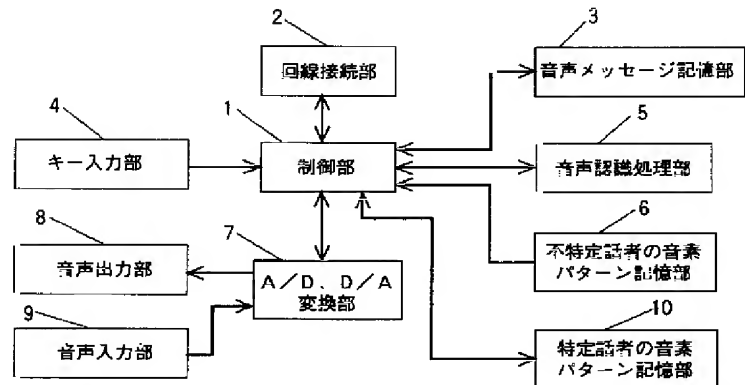 2
回線接続部
3
音声メッセージ記憶部
4
キー入力部
1
制御部
5
音声認識処理部
6
不特定話者の音素
パターン記憶部
7
A/D、D/A
変換部
8
音声出力部
9
音声入力部
10
特定話者の音素
パターン記憶部